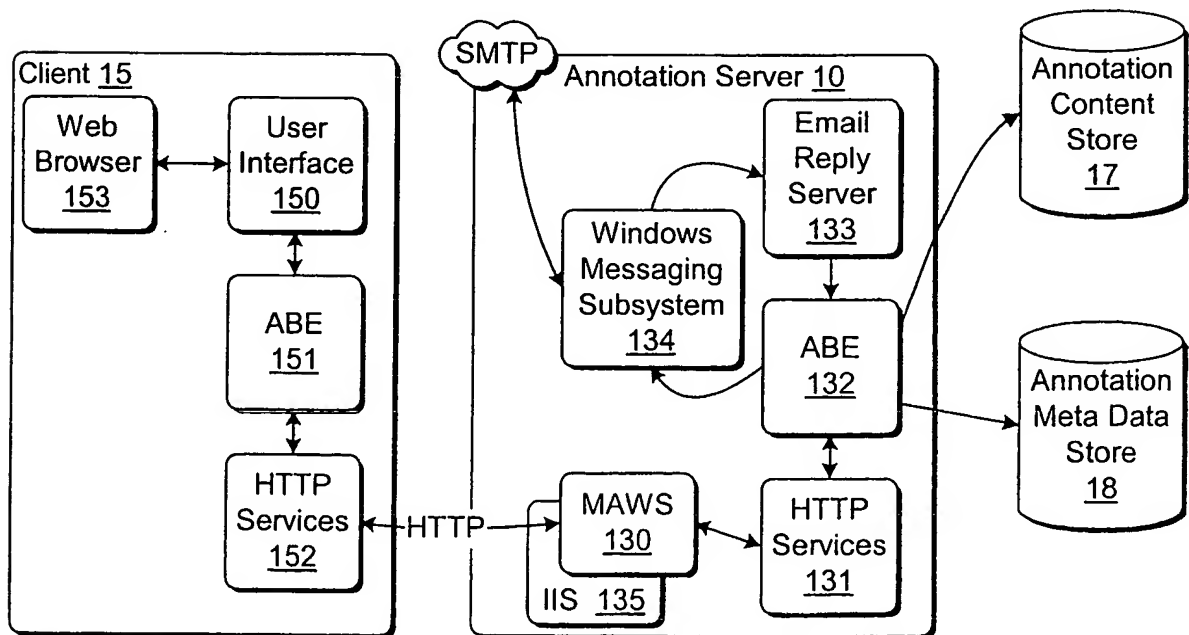 Client 15
Web
Browser
153
User
Interface
150
ABE
151
HTTP
Services
152
HTTP
SMTP
Annotation Server 10
Email
Reply
Server
133
Windows
Messaging
Subsystem
134
ABE
132
MAWS
130
IIS 135
HTTP
Services
131
Annotation
Content
Store
17
Annotation
Meta Data
Store
18